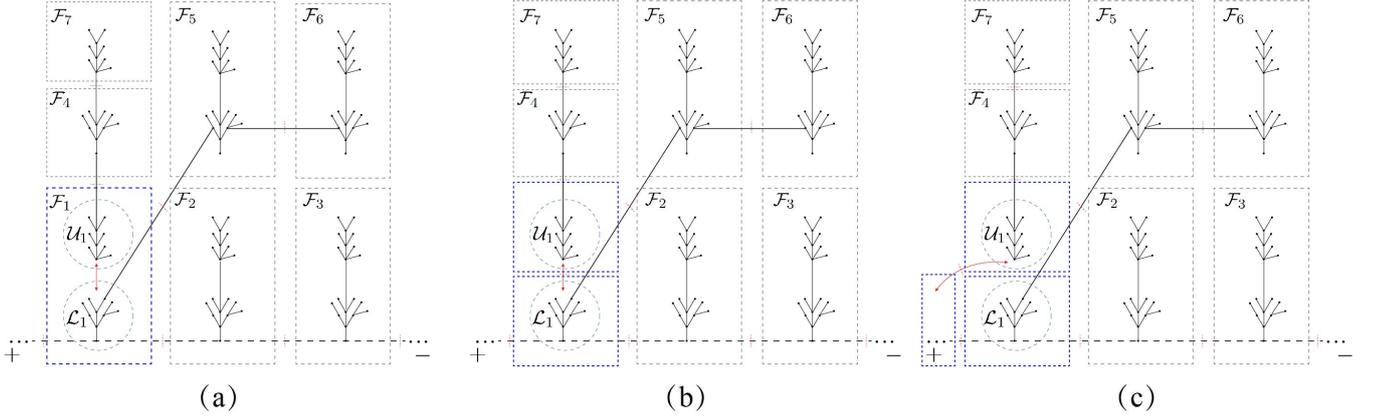 𝓕₇ 𝓕₅ 𝓕₆ 𝓕₇ 𝓕₅ 𝓕₆ 𝓕₇ 𝓕₅ 𝓕₆
𝓕₄ 𝓕₄ 𝓕₄
𝓕₁ 𝓕₂ 𝓕₃ 𝓕₂ 𝓕₃ 𝓕₂ 𝓕₃
𝓤₁ 𝓤₁ 𝓤₁
𝓛₁ 𝓛₁ 𝓛₁
+ − + − + −
(a) (b) (c)